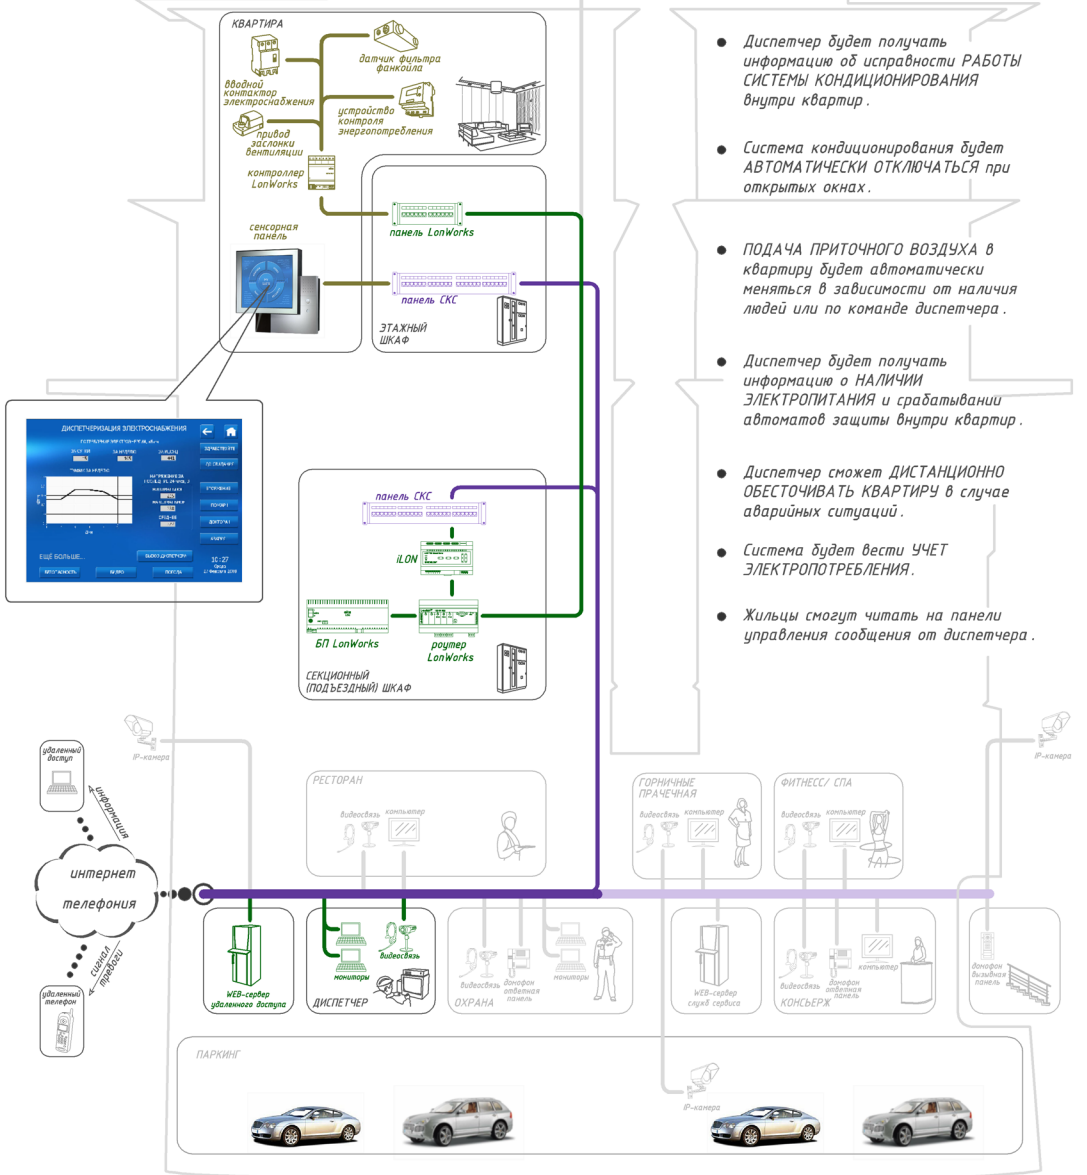 КВАРТИРА
датчик фильтра
фанкойла
вводной
контактор
электроснабжения
устройство
контроля
энергопотребления
привод
заслонки
вентиляции
контроллер
LonWorks
сенсорная
панель
панель LonWorks
панель СКС
ЭТАЖНЫЙ
ШКАФ
Диспетчер будет получать
информацию об исправности РАБОТЫ
СИСТЕМЫ КОНДИЦИОНИРОВАНИЯ
внутри квартир.
Система кондиционирования будет
АВТОМАТИЧЕСКИ ОТКЛЮЧАТЬСЯ при
открытых окнах.
ПОДАЧА ПРИТОЧНОГО ВОЗДУХА в
квартиру будет автоматически
меняться в зависимости от наличия
людей или по команде диспетчера.
Диспетчер будет получать
информацию о НАЛИЧИИ
ЭЛЕКТРОПИТАНИЯ и срабатывании
автоматов защиты внутри квартир.
Диспетчер сможет ДИСТАНЦИОННО
ОБЕСТОЧИВАТЬ КВАРТИРУ в случае
аварийных ситуаций.
Система будет вести УЧЕТ
ЭЛЕКТРОПОТРЕБЛЕНИЯ.
Жильцы смогут читать на панели
управления сообщения от диспетчера.
ДИСПЕТЧЕРИЗАЦИЯ ЭЛЕКТРОСНАБЖЕНИЯ
ЗА НЕДЕЛЮ
ЕЩЁ БОЛЬШЕ...
ВЫЗОВ ДИСПЕТЧЕРУ
БЕЗОПАСНОСТЬ
ВИДЕО
ПОГОДА
10:27
панель СКС
iLON
БП LonWorks
роутер
LonWorks
СЕКЦИОННЫЙ
(ПОДЪЕЗДНЫЙ) ШКАФ
IP-камера
IP-камера
удаленный
доступ
информация
интернет
телефония
сигнал
тревоги
удаленный
телефон
РЕСТОРАН
видеосвязь
компьютер
ГОРНИЧНЫЕ
ПРАЧЕЧНАЯ
видеосвязь
компьютер
ФИТНЕСС/ СПА
видеосвязь
компьютер
WEB-сервер
удаленного доступа
мониторы
видеосвязь
ДИСПЕТЧЕР
видеосвязь
домофон
ответная
панель
мониторы
ОХРАНА
WEB-сервер
служб сервиса
видеосвязь
домофон
ответная
панель
компьютер
КОНСЬЕРЖ
домофон
вызывная
панель
ПАРКИНГ
IP-камера